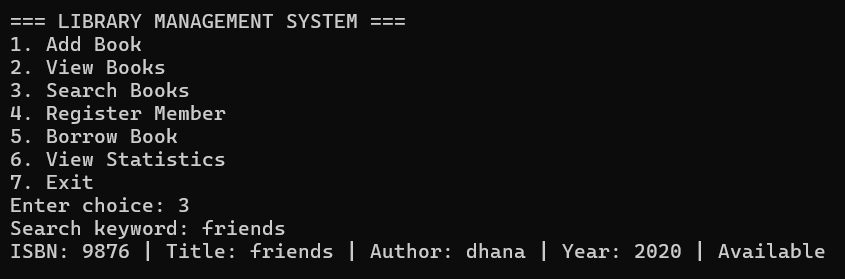 === LIBRARY MANAGEMENT SYSTEM ===
1. Add Book
2. View Books
3. Search Books
4. Register Member
5. Borrow Book
6. View Statistics
7. Exit
Enter choice: 3
Search keyword: friends
ISBN: 9876 | Title: friends | Author: dhana | Year: 2020 | Available